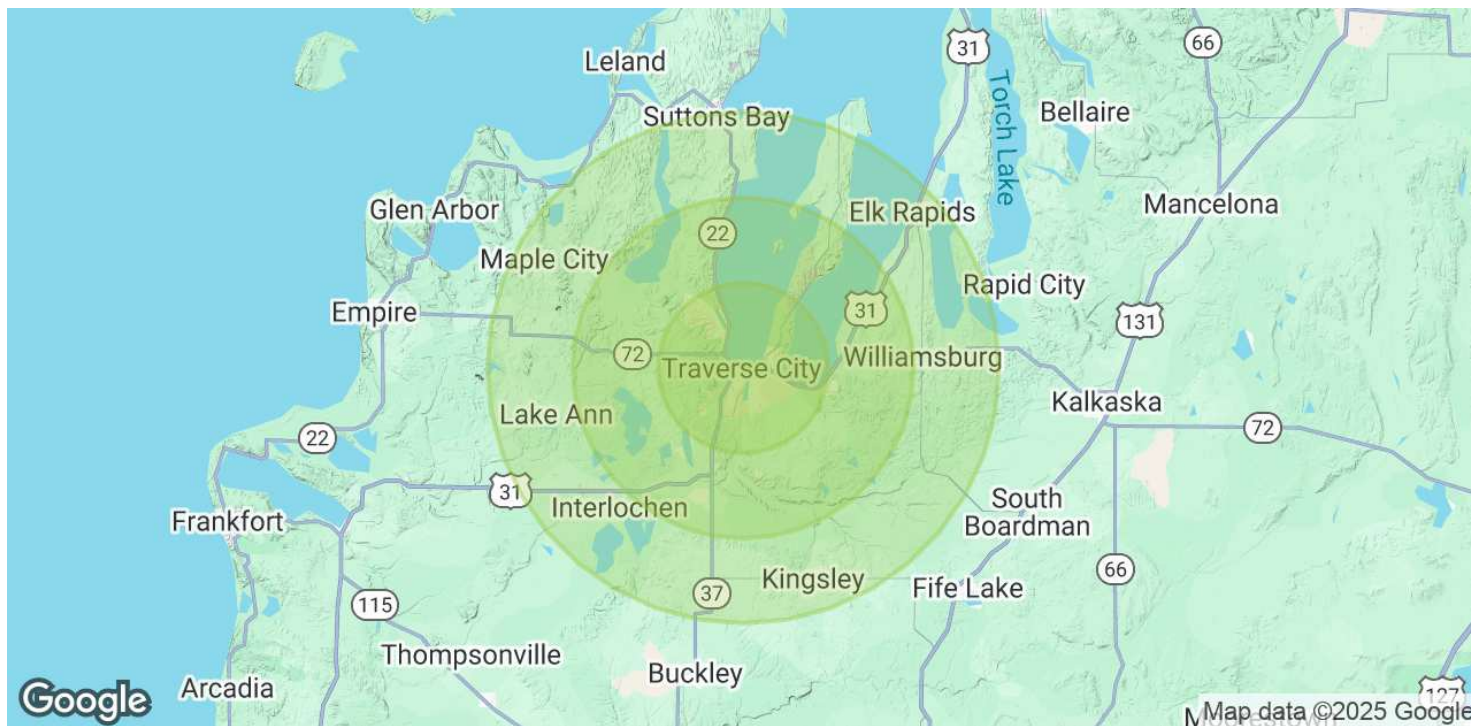 31
66
Leland
Torch Lake
Bellaire
Suttons Bay
Mancelona
Glen Arbor
Elk Rapids
22
Maple City
Rapid City
Empire
31
131
72
Williamsburg
Traverse City
Kalkaska
Lake Ann
72
22
31
Interlochen
South
Boardman
Frankfort
66
Kingsley
Fife Lake
37
115
Thompsonville
Buckley
Arcadia
127
Google
Map data ©2025 Google